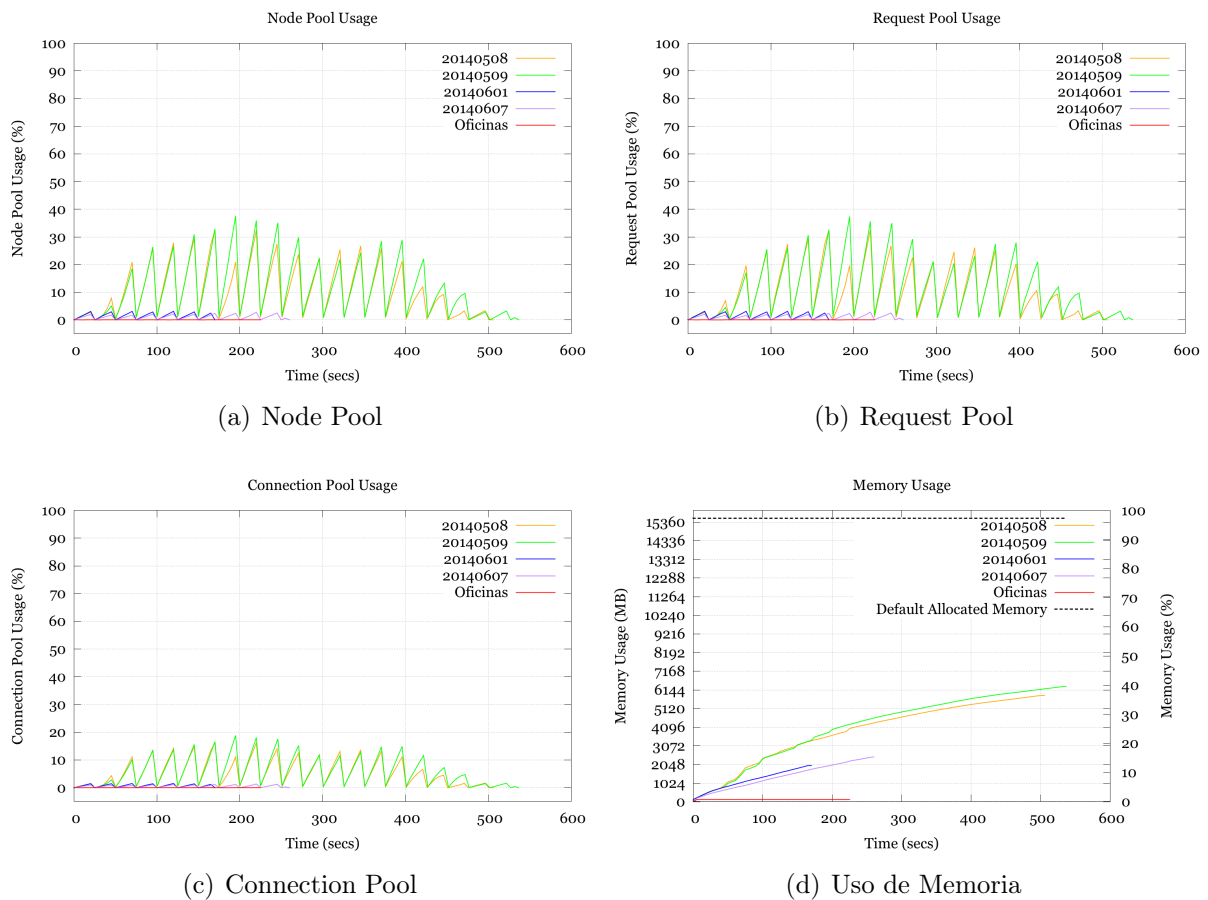 Node Pool Usage
Node Pool Usage (%)
100
90
80
70
60
50
40
30
20
10
0
20140508
20140509
20140601
20140607
Oficinas
0 100 200 300 400 500 600
Time (secs)
(a) Node Pool
Request Pool Usage
Request Pool Usage (%)
100
90
80
70
60
50
40
30
20
10
0
20140508
20140509
20140601
20140607
Oficinas
0 100 200 300 400 500 600
Time (secs)
(b) Request Pool
Connection Pool Usage
Connection Pool Usage (%)
100
90
80
70
60
50
40
30
20
10
0
20140508
20140509
20140601
20140607
Oficinas
0 100 200 300 400 500 600
Time (secs)
(c) Connection Pool
Memory Usage
Memory Usage (MB)
15360
14336
13312
12288
11264
10240
9216
8192
7168
6144
5120
4096
3072
2048
1024
0
20140508
20140509
20140601
20140607
Oficinas
Default Allocated Memory
100
90
80
70
60
50
40
30
20
10
0
Memory Usage (%)
0 100 200 300 400 500 600
Time (secs)
(d) Uso de Memoria